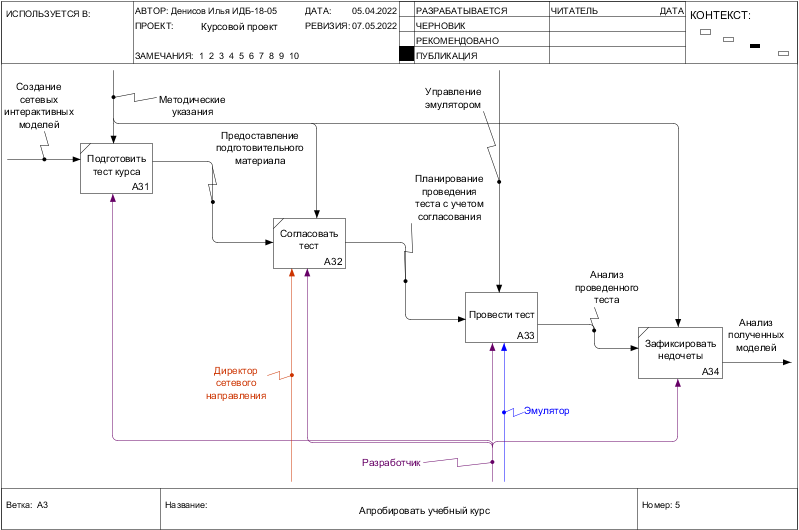 ИСПОЛЬЗУЕТСЯ В:
АВТОР: Денисов Илья ИДБ-18-05
ДАТА: 05.04.2022
ПРОЕКТ: Курсовой проект
РЕВИЗИЯ: 07.05.2022
ЗАМЕЧАНИЯ: 1 2 3 4 5 6 7 8 9 10
РАЗРАБАТЫВАЕТСЯ
ЧЕРНОВИК
РЕКОМЕНДОВАНО
ПУБЛИКАЦИЯ
ЧИТАТЕЛЬ
ДАТА
КОНТЕКСТ:
Создание
сетевых
интерактивных
моделей
Методические
указания
Управление
эмулятором
Подготовить
тест курса
A31
Предоставление
подготовительного
материала
Планирование
проведения
теста с учетом
согласования
Согласовать
тест
A32
Анализ
проведенного
теста
Провести тест
A33
Анализ
полученных
моделей
Зафиксировать
недочеты
A34
Директор
сетевого
направления
Эмулятор
Разработчик
Ветка: A3
Название:
Апробировать учебный курс
Номер: 5